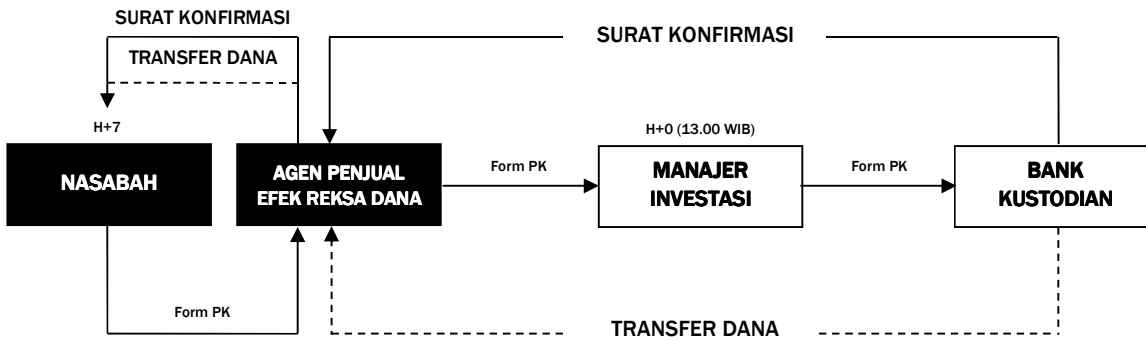 SURAT KONFIRMASI
TRANSFER DANA
SURAT KONFIRMASI
H+7
H+0 (13.00 WIB)
NASABAH
AGEN PENJUAL
EFEK REKSA DANA
Form PK
MANAJER
INVESTASI
Form PK
BANK
KUSTODIAN
Form PK
TRANSFER DANA